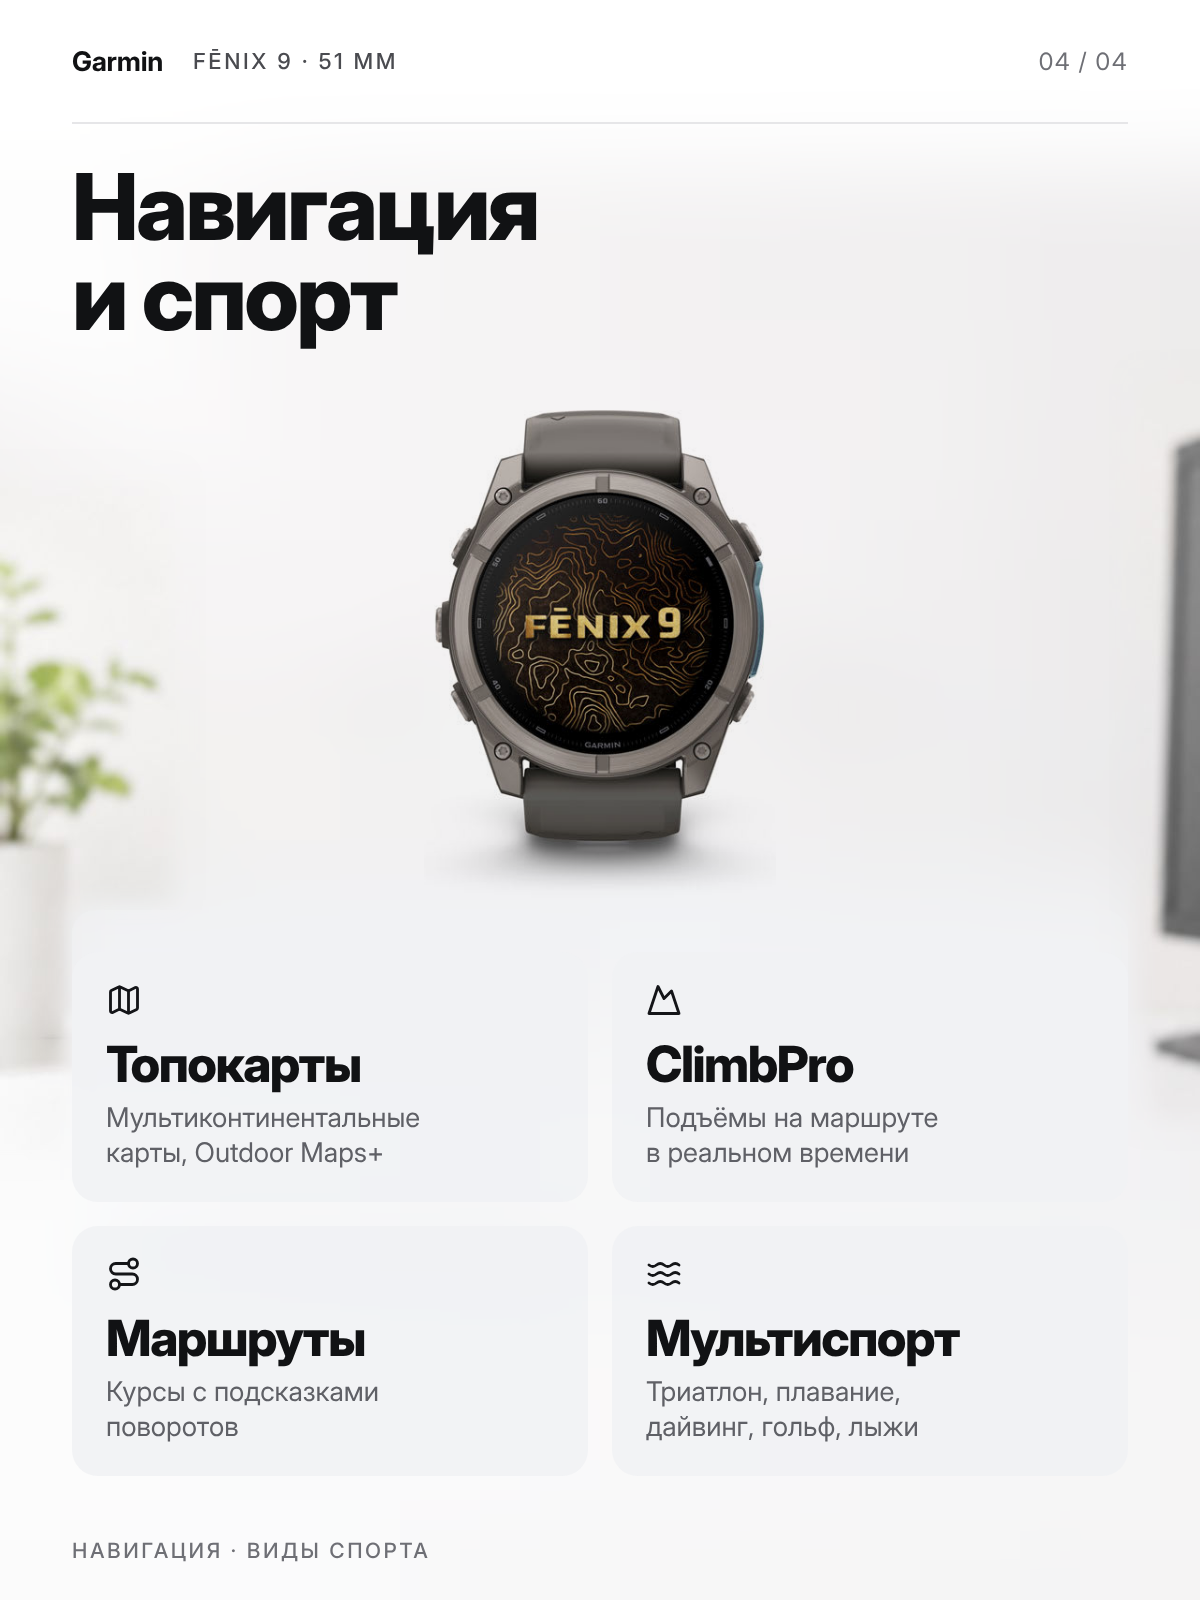 Garmin FĒNIX 9 · 51 MM 04 / 04
Навигация
и спорт
60
50
40
20
FĒNIX 9
GARMIN
Топокарты
Мультиконтинентальные
карты, Outdoor Maps+
ClimbPro
Подъёмы на маршруте
в реальном времени
Маршруты
Курсы с подсказками
поворотов
Мультиспорт
Триатлон, плавание,
дайвинг, гольф, лыжи
НАВИГАЦИЯ · ВИДЫ СПОРТА